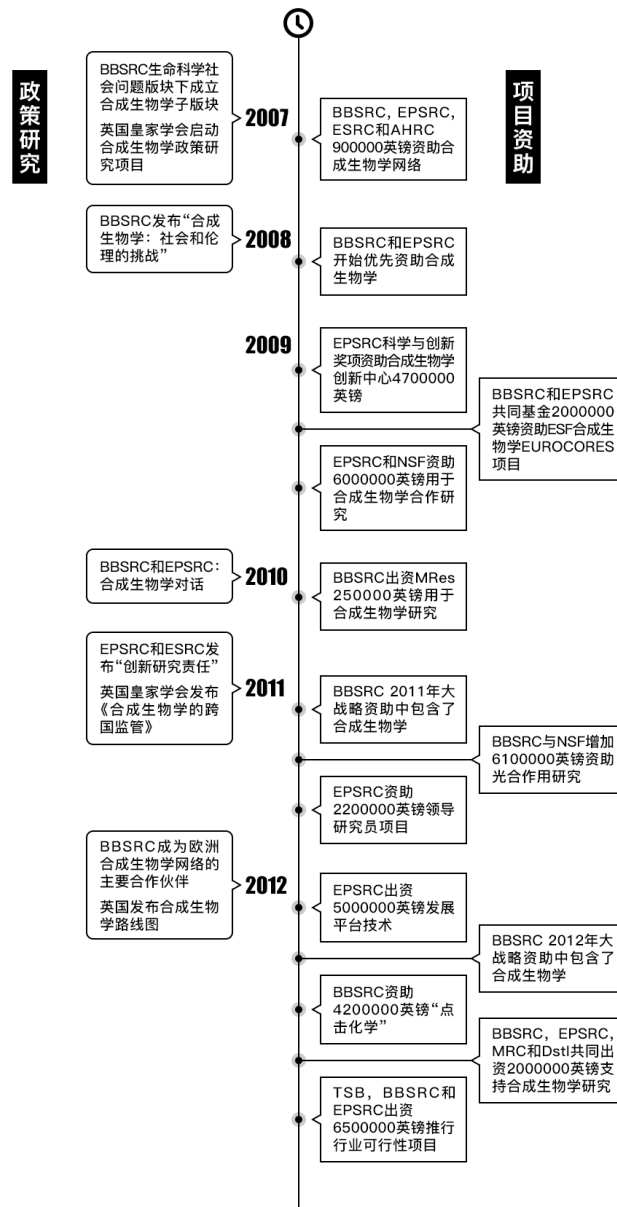 政策研究
项目资助
BBSRC生命科学社
会问题版块下成立
合成生物学子版块
英国皇家学会启动
合成生物学政策研
究项目
2007
BBSRC, EPSRC,
ESRC和AHRC
900000英镑资助合
成生物学网络
BBSRC发布“合成
生物学：社会和伦
理的挑战”
2008
BBSRC和EPSRC
开始优先资助合成
生物学
2009
EPSRC科学与创新
奖项资助合成生物学
创新中心4700000
英镑
BBSRC和EPSRC
共同基金2000000
英镑资助ESF合成生
物学EUROCORES
项目
EPSRC和NSF资助
6000000英镑用于
合成生物学合作研
究
BBSRC和EPSRC：
合成生物学对话
2010
BBSRC出资MRes
250000英镑用于
合成生物学研究
EPSRC和ESRC发
布“创新研究责任”
英国皇家学会发布
《合成生物学的跨
国监管》
2011
BBSRC 2011年大
战略资助中包含了
合成生物学
BBSRC与NSF增加
6100000英镑资助
光合作用研究
EPSRC资助
2200000英镑领导
研究员项目
BBSRC成为欧洲
合成生物学网络的
主要合作伙伴
英国发布合成生物
学路线图
2012
EPSRC出资
5000000英镑发展
平台技术
BBSRC 2012年大
战略资助中包含了
合成生物学
BBSRC资助
4200000英镑“点
击化学”
BBSRC, EPSRC,
MRC和Dstl共同出
资2000000英镑支
持合成生物学研究
TSB，BBSRC和
EPSRC出资
6500000英镑推行
行业可行性项目